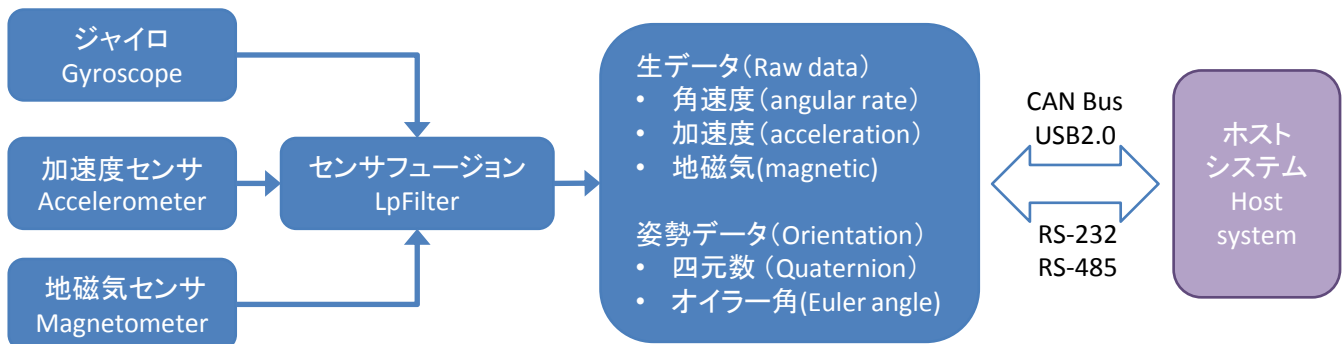 ジャイロ
Gyroscope
加速度センサ
Accelerometer
地磁気センサ
Magnetometer
センサフュージョン
LpFilter
生データ(Raw data)
• 角速度(angular rate)
• 加速度(acceleration)
• 地磁気(magnetic)
姿勢データ(Orientation)
• 四元数 (Quaternion)
• オイラー角(Euler angle)
CAN Bus
USB2.0
RS-232
RS-485
ホスト
システム
Host
system